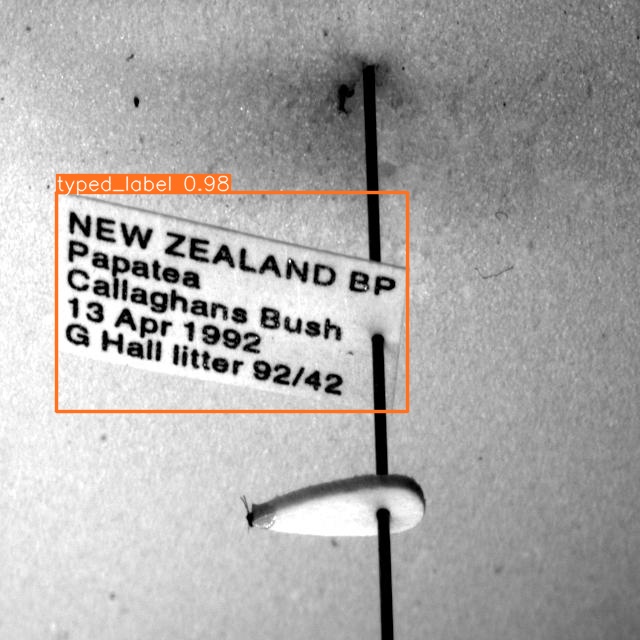 typed_label 0.98
NEW ZEALAND BP
Papatea
Callaghans Bush
13 Apr 1992
G Hall litter 92/42